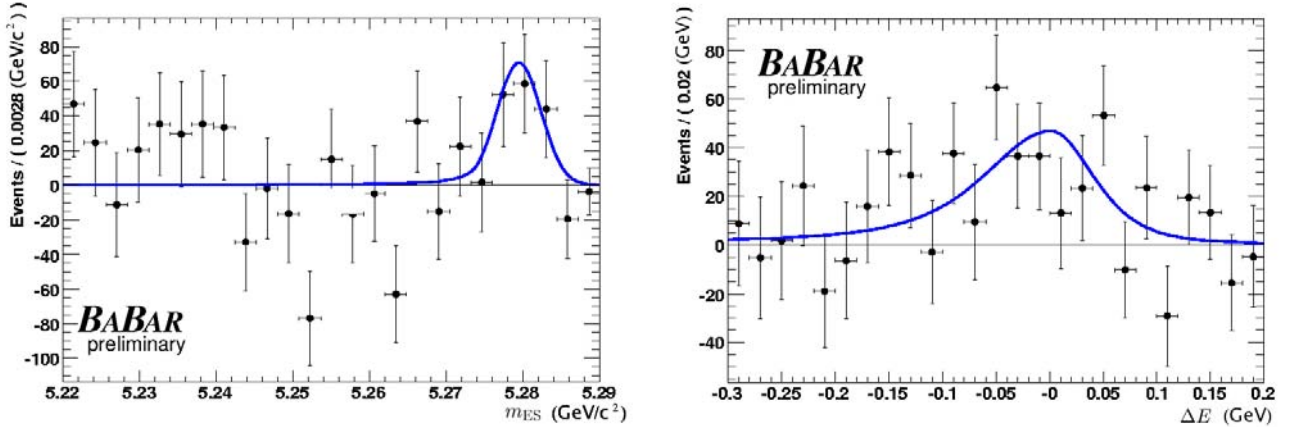 Events / ( 0.0028 (GeV/c²)
80
60
40
20
0
-20
-40
-60
-80
-100
BABAR
preliminary
5.22 5.23 5.24 5.25 5.26 5.27 5.28 5.29
mES (GeV/c²)
Events / ( 0.02 (GeV)
80
60
40
20
0
-20
-40
BABAR
preliminary
-0.3 -0.25 -0.2 -0.15 -0.1 -0.05 -0 0.05 0.1 0.15 0.2
ΔE (GeV)